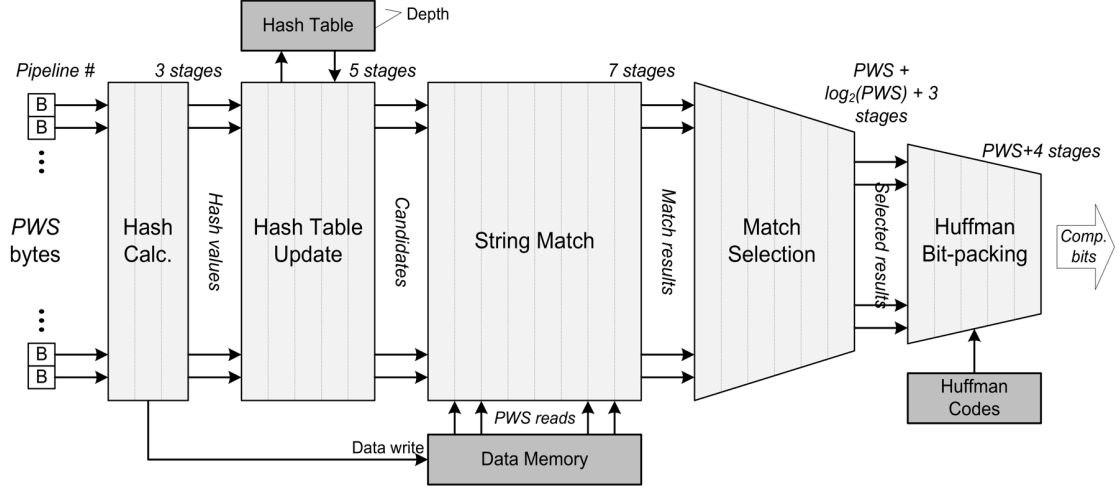 Hash Table
Depth
Pipeline #
3 stages
5 stages
7 stages
PWS +
log₂(PWS) + 3
stages
PWS+4 stages
B
B
PWS
bytes
B
B
Hash
Calc.
Hash values
Hash Table
Update
Candidates
String Match
Match results
Match
Selection
Selected results
Huffman
Bit-packing
Comp.
bits
PWS reads
Data write
Data Memory
Huffman
Codes